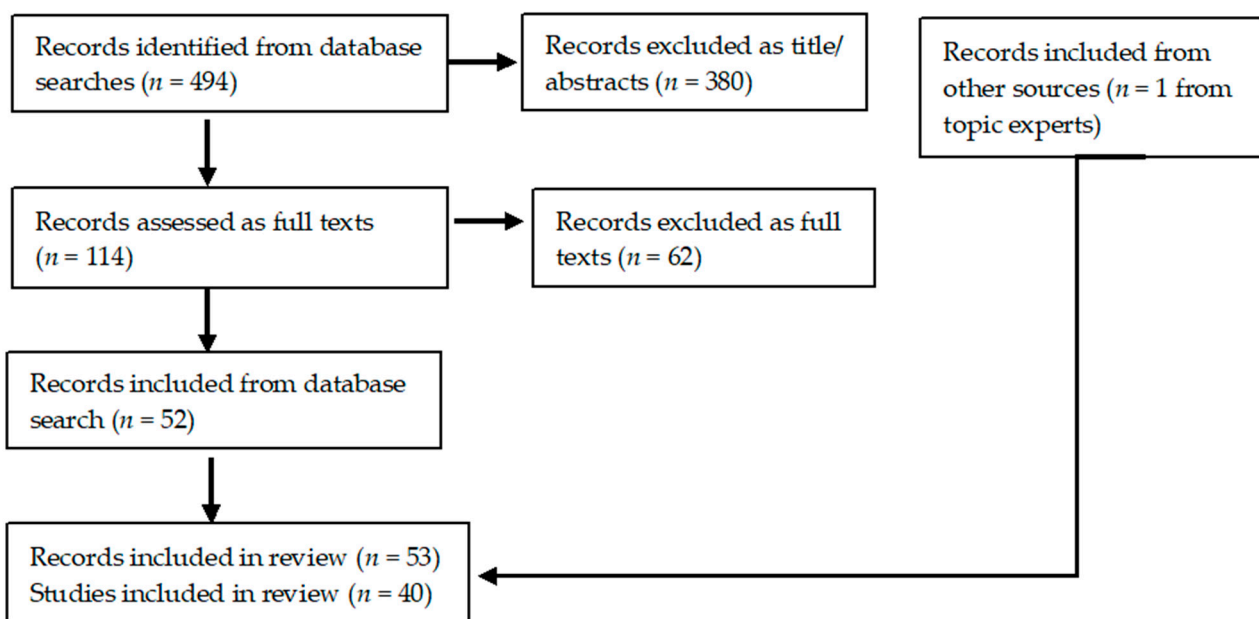 Records identified from database
searches (n = 494)
Records excluded as title/
abstracts (n = 380)
Records included from
other sources (n = 1 from
topic experts)
Records assessed as full texts
(n = 114)
Records excluded as full
texts (n = 62)
Records included from database
search (n = 52)
Records included in review (n = 53)
Studies included in review (n = 40)